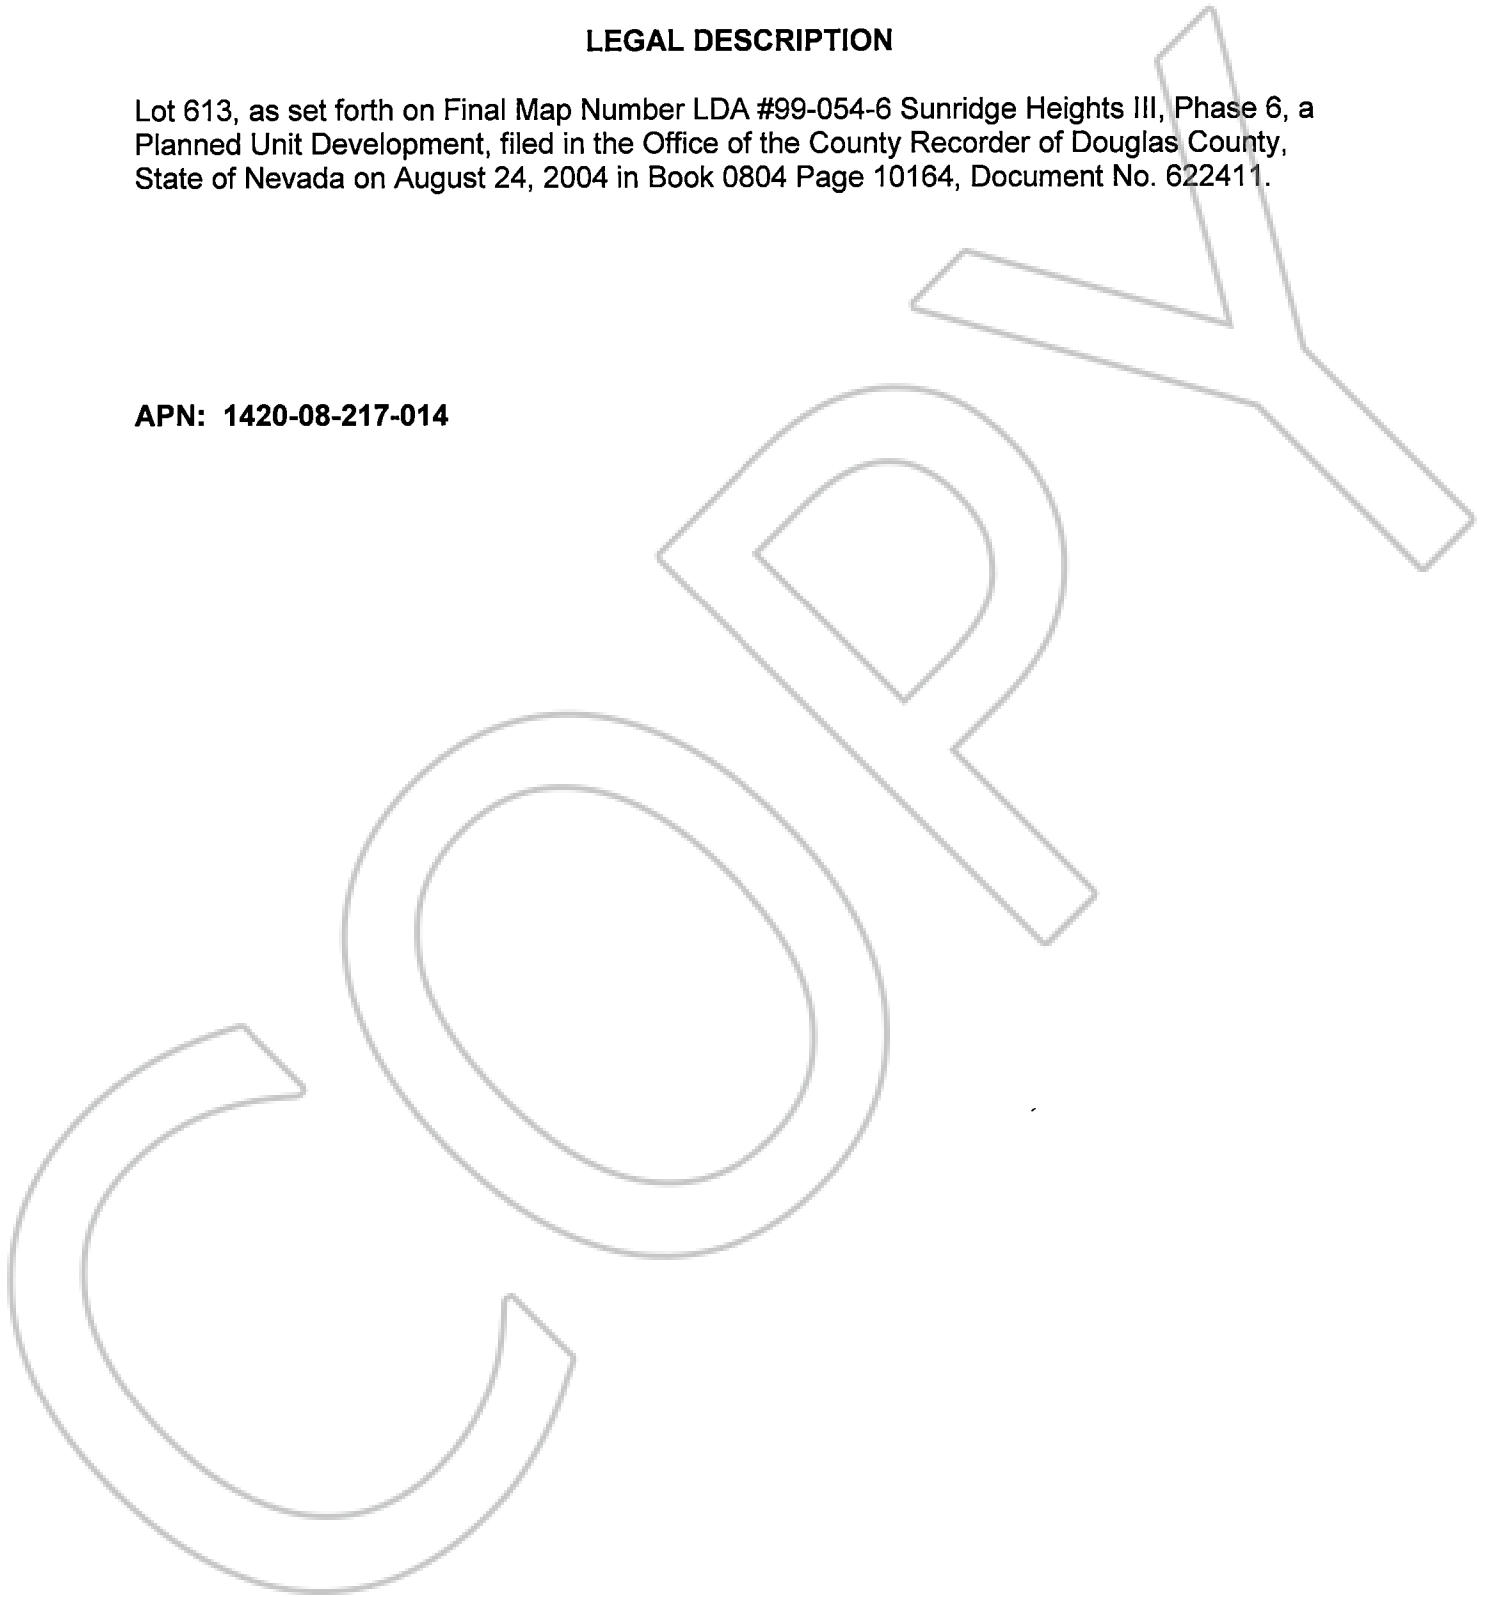 LEGAL DESCRIPTION
Lot 613, as set forth on Final Map Number LDA #99-054-6 Sunridge Heights III, Phase 6, a
Planned Unit Development, filed in the Office of the County Recorder of Douglas County,
State of Nevada on August 24, 2004 in Book 0804 Page 10164, Document No. 622411.
APN: 1420-08-217-014
COPY